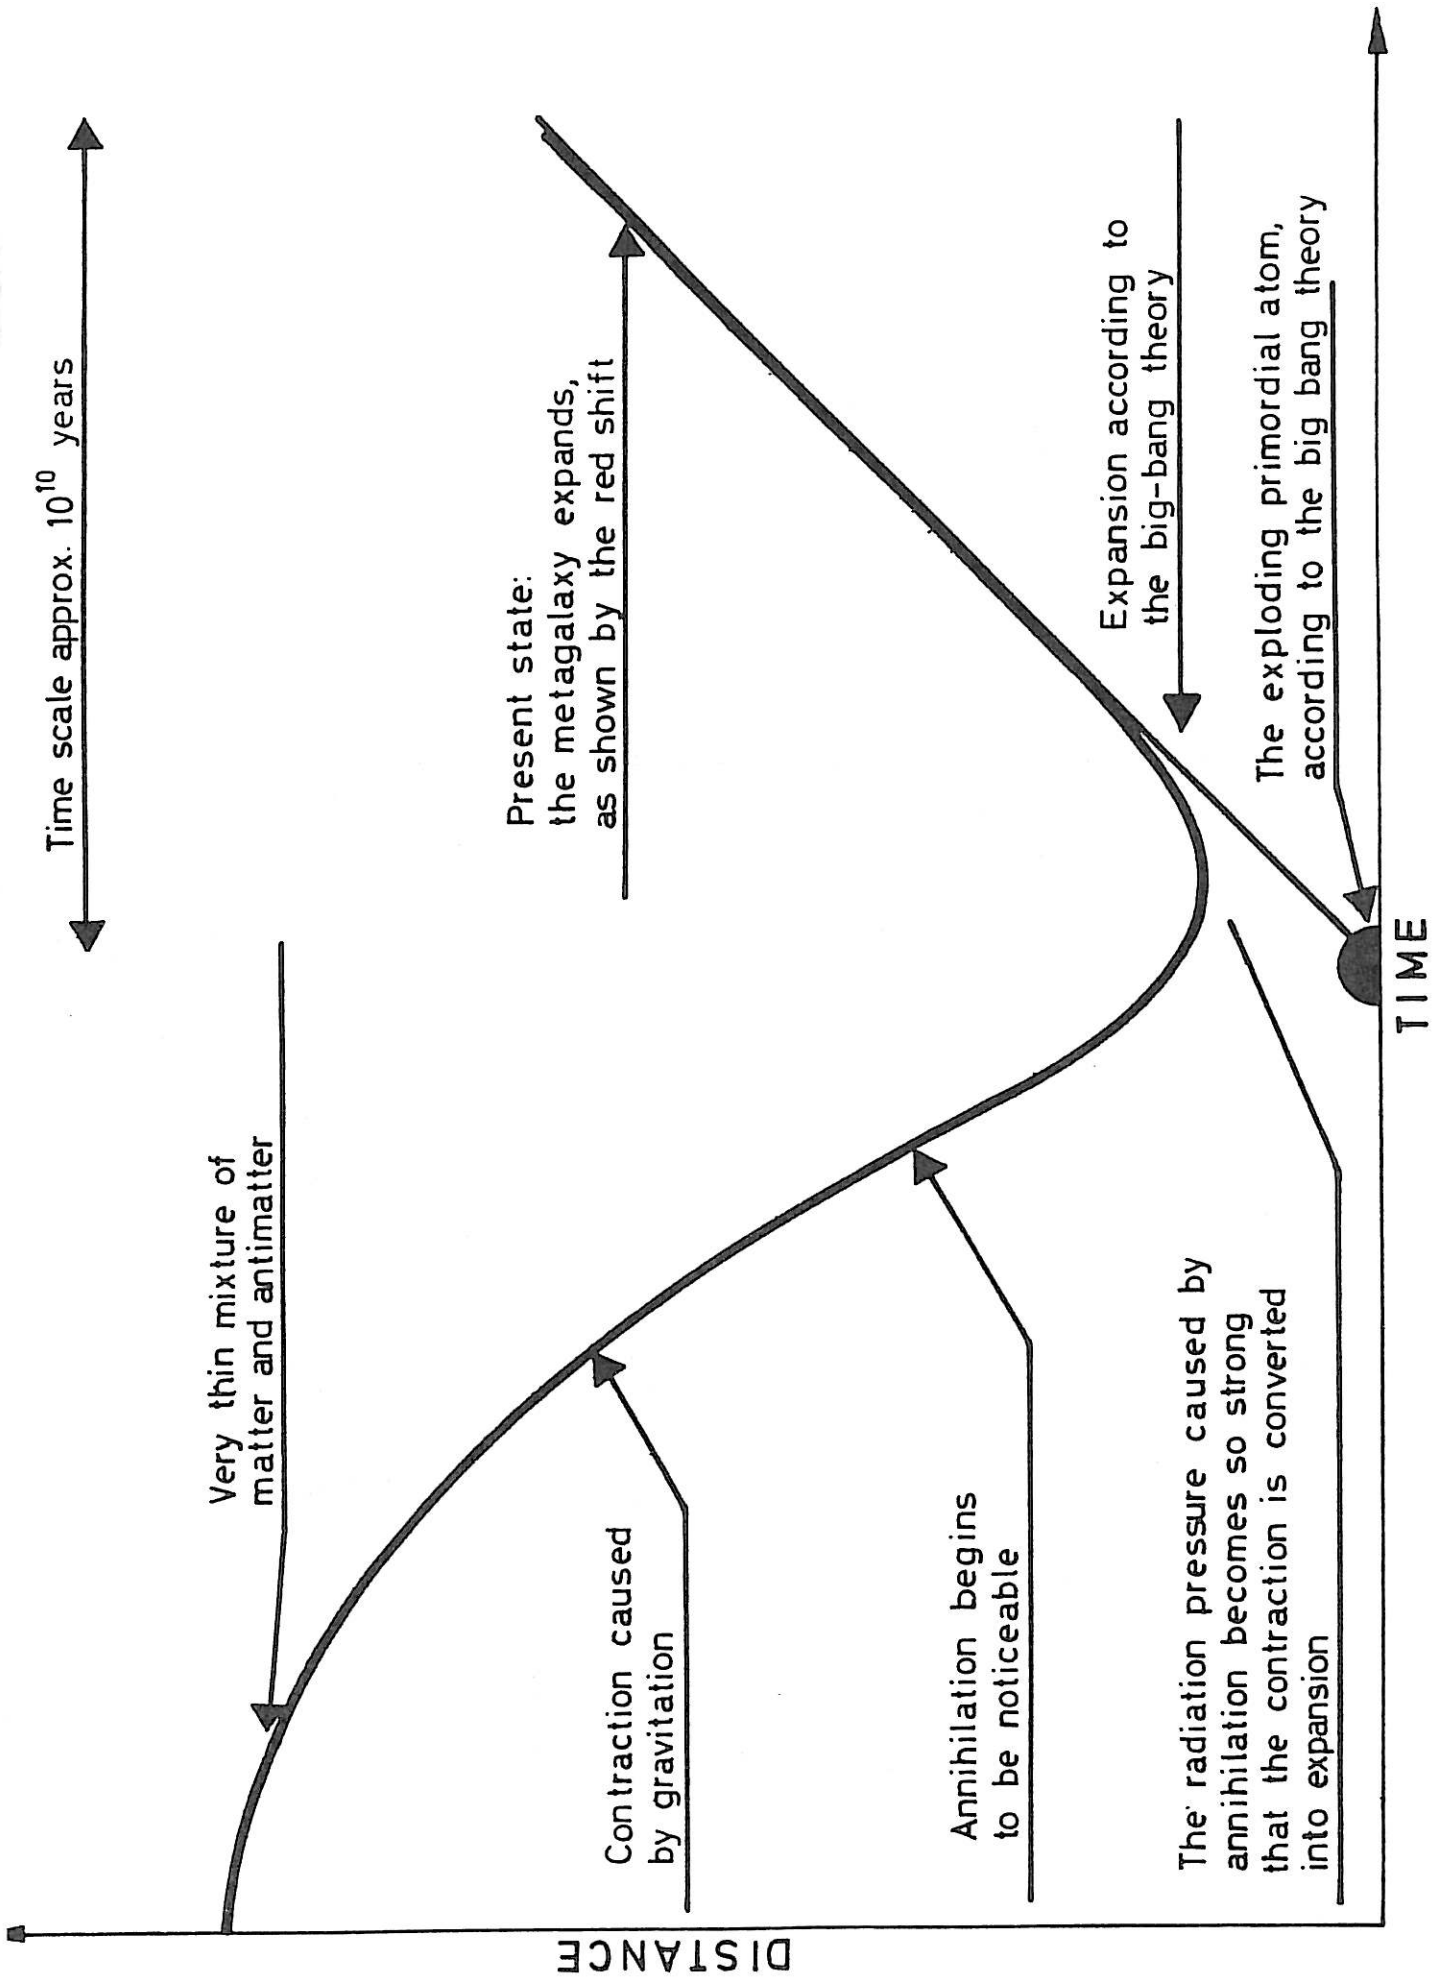 Time scale approx. 10¹⁰ years
Very thin mixture of
matter and antimatter
Present state:
the metagalaxy expands,
as shown by the red shift
Contraction caused
by gravitation
Annihilation begins
to be noticeable
Expansion according to
the big-bang theory
The radiation pressure caused by
annihilation becomes so strong
that the contraction is converted
into expansion
The exploding primordial atom,
according to the big bang theory
DISTANCE
TIME